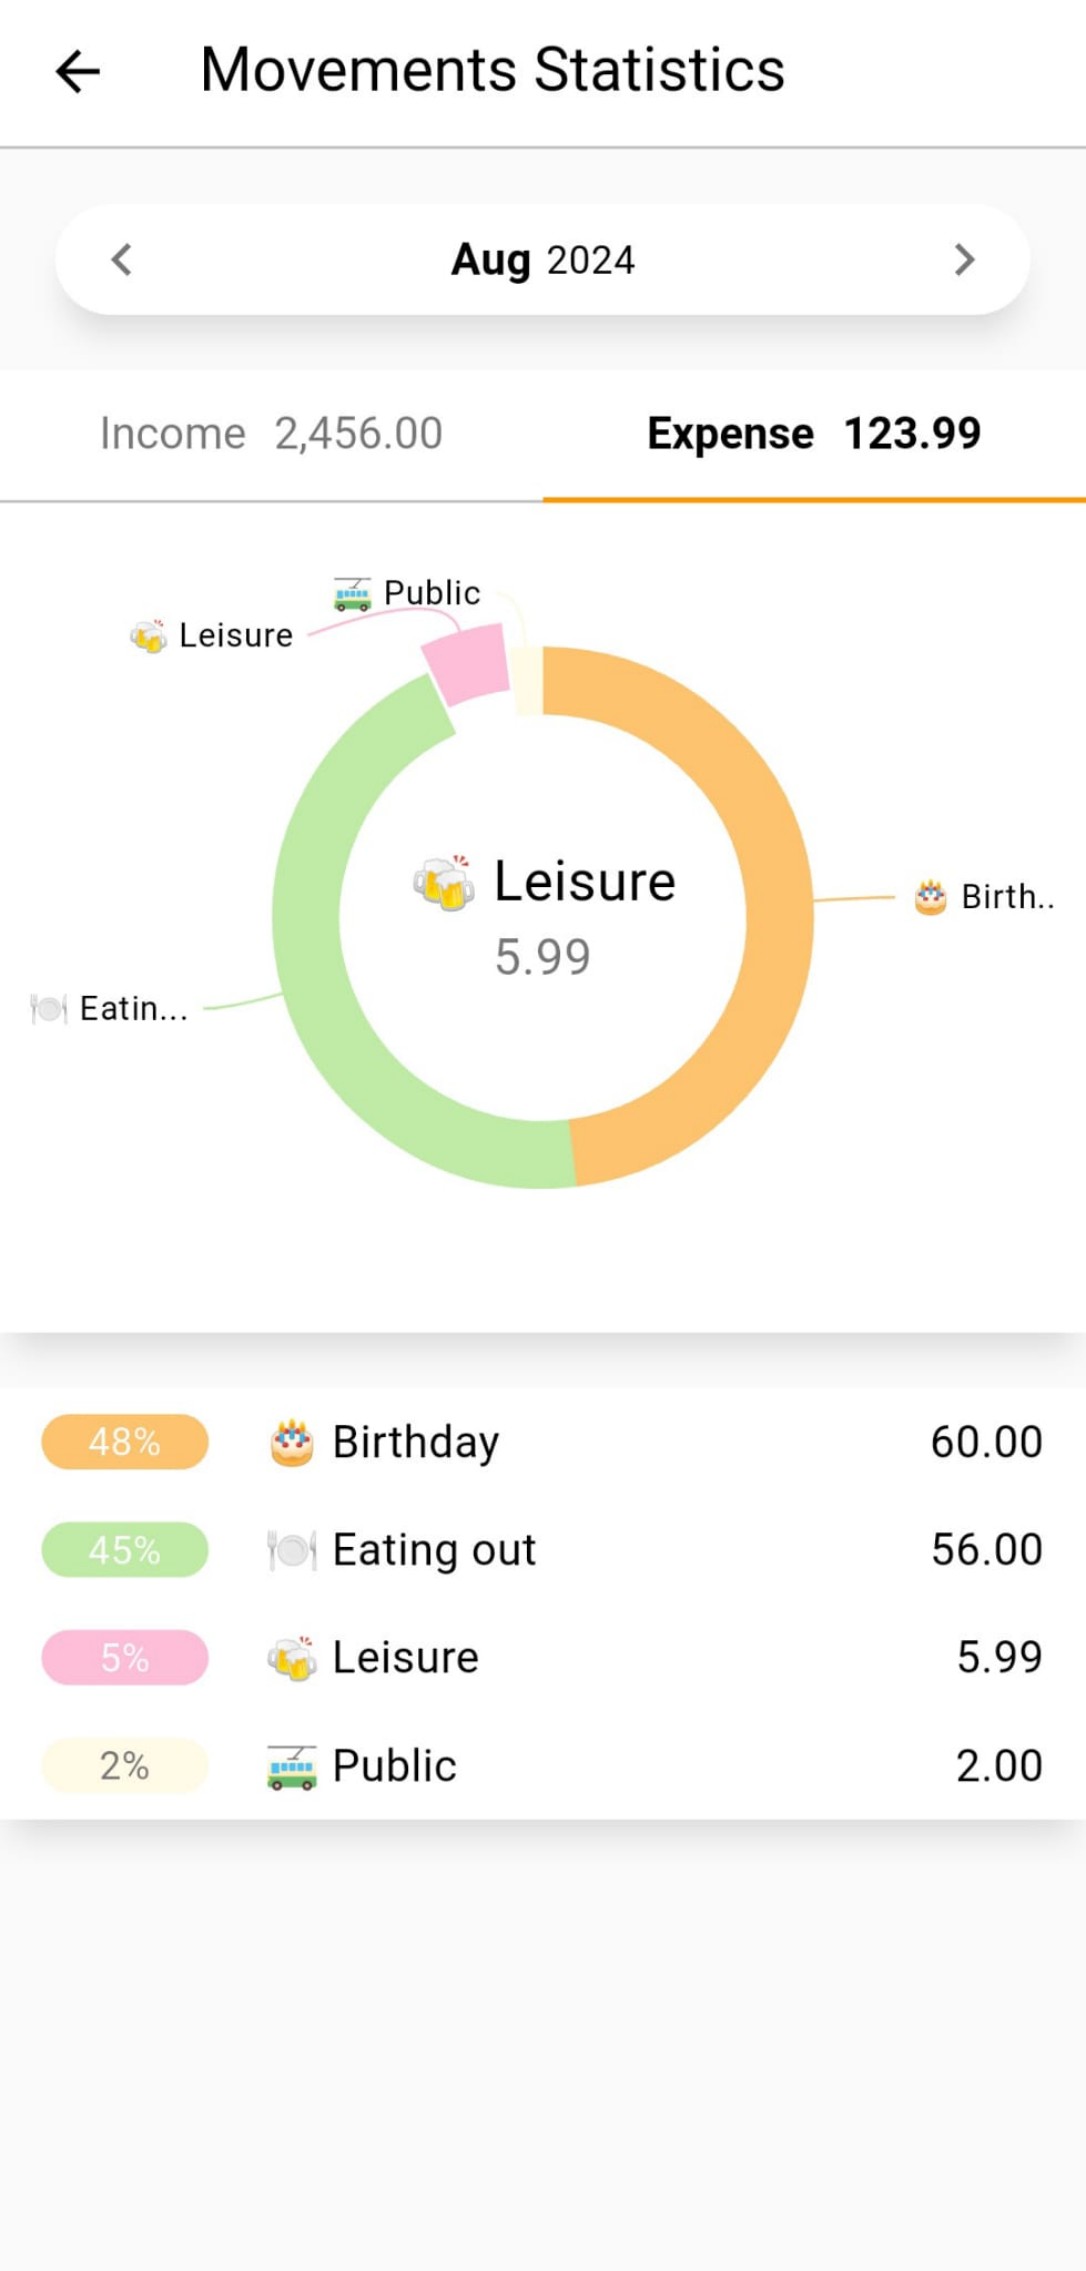 Movements Statistics
Aug 2024
Income 2,456.00 Expense 123.99
Public
Leisure
Leisure
5.99
Birth..
Eatin...
48% Birthday 60.00
45% Eating out 56.00
5% Leisure 5.99
2% Public 2.00